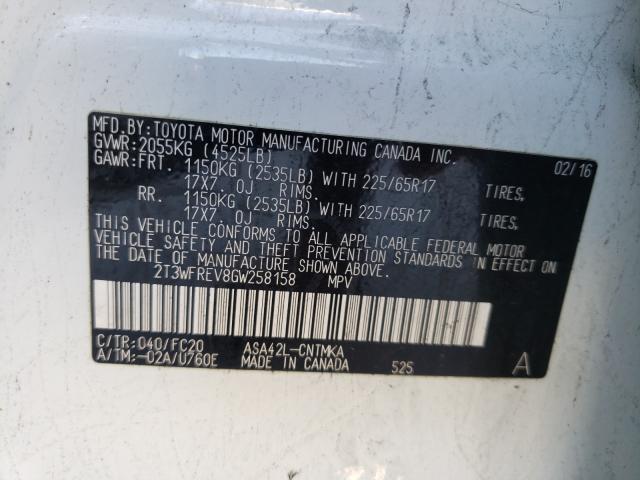 MFD.BY:TOYOTA MOTOR MANUFACTURING CANADA INC.
GVWR:2055KG (4525LB) 02/16
GAWR:FRT. 1150KG (2535LB) WITH 225/65R17 TIRES,
17X7. 0J RIMS.
RR. 1150KG (2535LB) WITH 225/65R17 TIRES,
17X7. 0J RIMS.
THIS VEHICLE CONFORMS TO ALL APPLICABLE FEDERAL MOTOR
VEHICLE SAFETY AND THEFT PREVENTION STANDARDS IN EFFECT ON
THE DATE OF MANUFACTURE SHOWN ABOVE.
2T3WFREV8GW258158 MPV
C/TR:040/FC20 ASA42L-CNTMKA
A/TM:-02A/U760E MADE IN CANADA 525 A